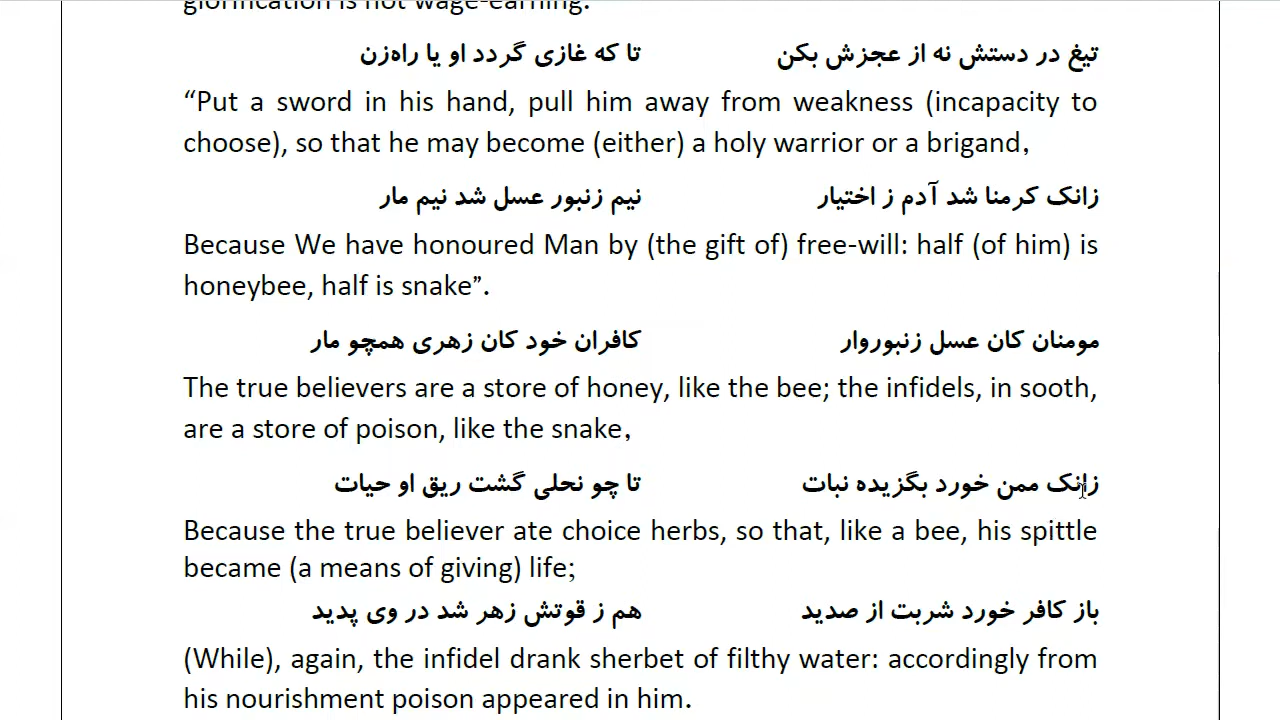 glorification is not wage-earning.
تیغ در دستش نه از عجزش بکن تا که غازی گردد او یا راه‌زن
“Put a sword in his hand, pull him away from weakness (incapacity to
choose), so that he may become (either) a holy warrior or a brigand,
زانک کرمنا شد آدم ز اختیار نیم زنبور عسل شد نیم مار
Because We have honoured Man by (the gift of) free-will: half (of him) is
honeybee, half is snake”.
مومنان کان عسل زنبوروار کافران خود کان زهری همچو مار
The true believers are a store of honey, like the bee; the infidels, in sooth,
are a store of poison, like the snake,
زانک ممن خورد بگزیده نبات تا چو نحلی گشت ریق او حیات
Because the true believer ate choice herbs, so that, like a bee, his spittle
became (a means of giving) life;
باز کافر خورد شربت از صدید هم ز قوتش زهر شد در وی پدید
(While), again, the infidel drank sherbet of filthy water: accordingly from
his nourishment poison appeared in him.